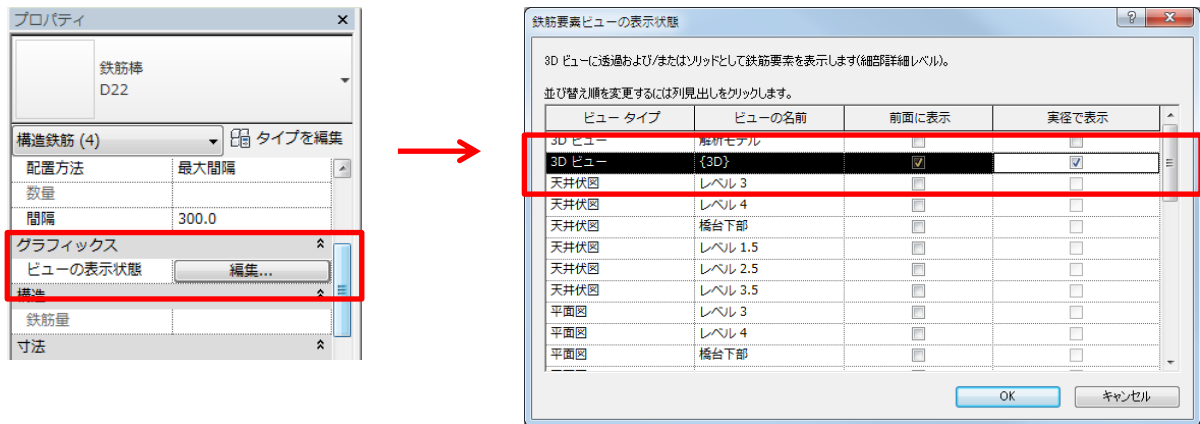 プロパティ
鉄筋棒
D22
構造鉄筋 (4)
タイプを編集
配置方法 最大間隔
数量
間隔 300.0
グラフィックス
ビューの表示状態 編集...
構造
鉄筋量
寸法
鉄筋要素ビューの表示状態
3D ビューに透過および/またはソリッドとして鉄筋要素を表示します(細部詳細レベル)。
並び替え順を変更するには列見出しをクリックします。
ビュー タイプ ビューの名前 前面に表示 実径で表示
3D ビュー 解析モデル
3D ビュー {3D}
天井伏図 レベル 3
天井伏図 レベル 4
天井伏図 橋台下部
天井伏図 レベル 1.5
天井伏図 レベル 2.5
天井伏図 レベル 3.5
平面図 レベル 3
平面図 レベル 4
平面図 橋台下部
OK キャンセル